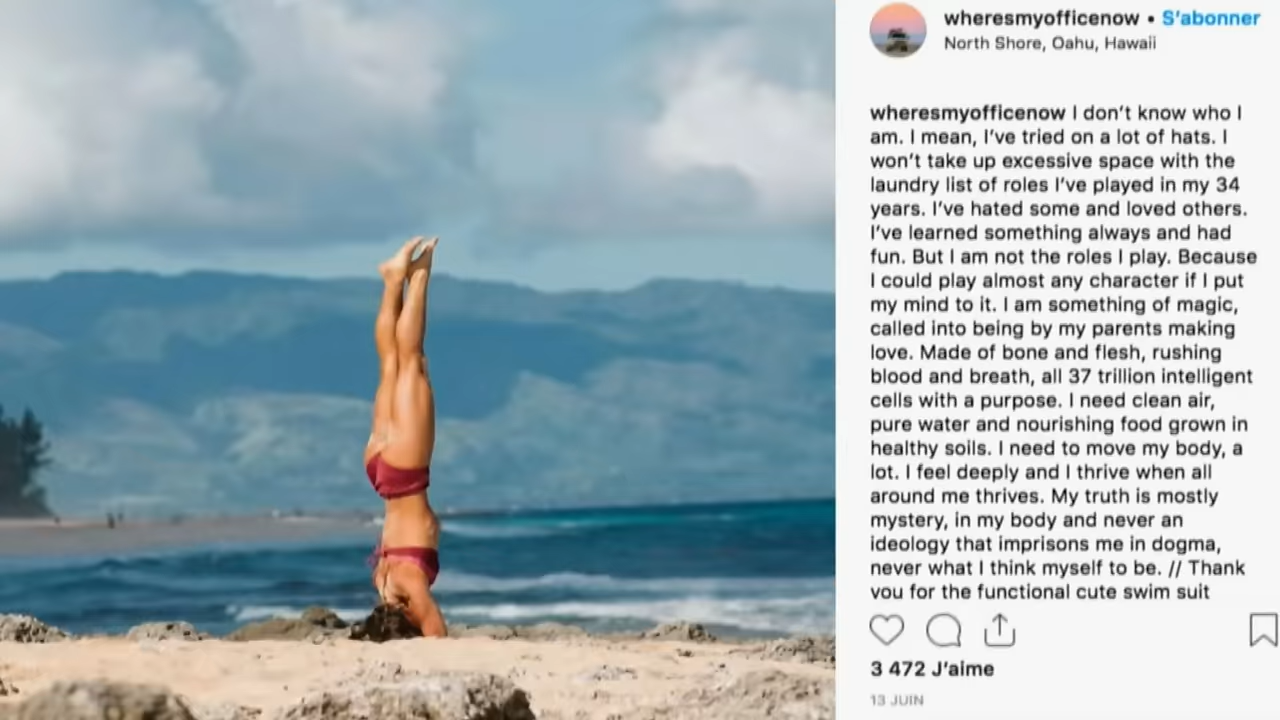 wheresmyofficenow • S'abonner
North Shore, Oahu, Hawaii
wheresmyofficenow I don't know who I
am. I mean, I've tried on a lot of hats. I
won't take up excessive space with the
laundry list of roles I've played in my 34
years. I've hated some and loved others.
I've learned something always and had
fun. But I am not the roles I play. Because
I could play almost any character if I put
my mind to it. I am something of magic,
called into being by my parents making
love. Made of bone and flesh, rushing
blood and breath, all 37 trillion intelligent
cells with a purpose. I need clean air,
pure water and nourishing food grown in
healthy soils. I need to move my body, a
lot. I feel deeply and I thrive when all
around me thrives. My truth is mostly
mystery, in my body and never an
ideology that imprisons me in dogma,
never what I think myself to be. // Thank
you for the functional cute swim suit
3 472 J'aime
13 JUIN